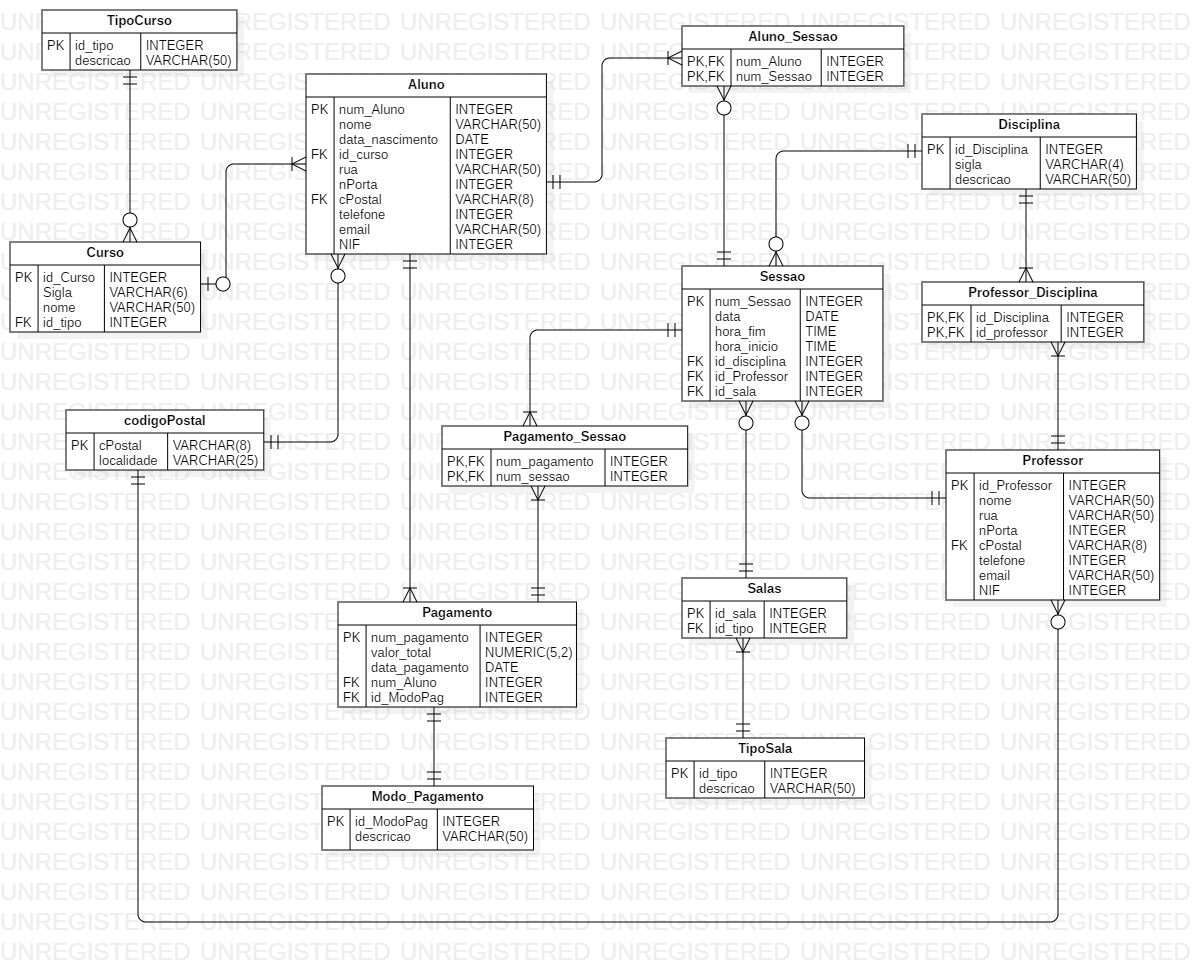 TipoCurso
PK id_tipo INTEGER
descricao VARCHAR(50)
Aluno
PK num_Aluno INTEGER
nome VARCHAR(50)
data_nascimento DATE
FK id_curso INTEGER
rua VARCHAR(50)
nPorta INTEGER
FK cPostal VARCHAR(8)
telefone INTEGER
email VARCHAR(50)
NIF INTEGER
Aluno_Sessao
PK,FK num_Aluno INTEGER
PK,FK num_Sessao INTEGER
Disciplina
PK id_Disciplina INTEGER
sigla VARCHAR(4)
descricao VARCHAR(50)
Curso
PK id_Curso INTEGER
Sigla VARCHAR(6)
nome VARCHAR(50)
FK id_tipo INTEGER
Sessao
PK num_Sessao INTEGER
data DATE
hora_fim TIME
hora_inicio TIME
FK id_disciplina INTEGER
FK id_Professor INTEGER
FK id_sala INTEGER
Professor_Disciplina
PK,FK id_Disciplina INTEGER
PK,FK id_professor INTEGER
codigoPostal
PK cPostal VARCHAR(8)
localidade VARCHAR(25)
Pagamento_Sessao
PK,FK num_pagamento INTEGER
PK,FK num_sessao INTEGER
Professor
PK id_Professor INTEGER
nome VARCHAR(50)
rua VARCHAR(50)
nPorta INTEGER
FK cPostal VARCHAR(8)
telefone INTEGER
email VARCHAR(50)
NIF INTEGER
Pagamento
PK num_pagamento INTEGER
valor_total NUMERIC(5,2)
data_pagamento DATE
FK num_Aluno INTEGER
FK id_ModoPag INTEGER
Salas
PK id_sala INTEGER
FK id_tipo INTEGER
TipoSala
PK id_tipo INTEGER
descricao VARCHAR(50)
Modo_Pagamento
PK id_ModoPag INTEGER
descricao VARCHAR(50)
UNREGISTERED UNREGISTERED UNREGISTERED UNREGISTERED UNREGISTERED UNREGISTERED